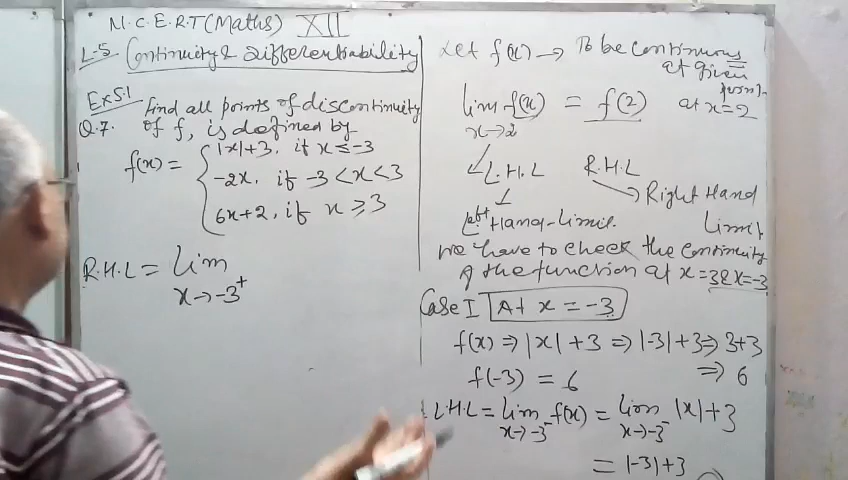 N.C.E.R.T (Maths) XII
L-5 Continuity & Differentiability
Ex 5.1 find all points of discontinuity
Q.7. of f, is defined by
f(x) = { |x|+3, if x ≤ -3
-2x, if -3 < x < 3
6x+2, if x ≥ 3
R.H.L = lim
x→-3⁺
Let f(x) → To be continuous
at given
point
lim f(x) = f(2) at x=2
x→2
L.H.L R.H.L
→ Right Hand
Left Hand-Limit. Limit
we have to check the continuity
of the function at x=3 & x=-3
Case I At x = -3
f(x) ⇒ |x|+3 ⇒ |-3|+3 ⇒ 3+3
f(-3) = 6 ⇒ 6
L.H.L = lim f(x) = lim |x|+3
x→-3⁻ x→-3⁻
= |-3|+3